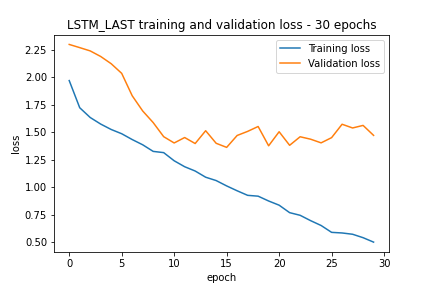 LSTM_LAST training and validation loss - 30 epochs
Training loss
Validation loss
loss
2.25
2.00
1.75
1.50
1.25
1.00
0.75
0.50
0 5 10 15 20 25 30
epoch